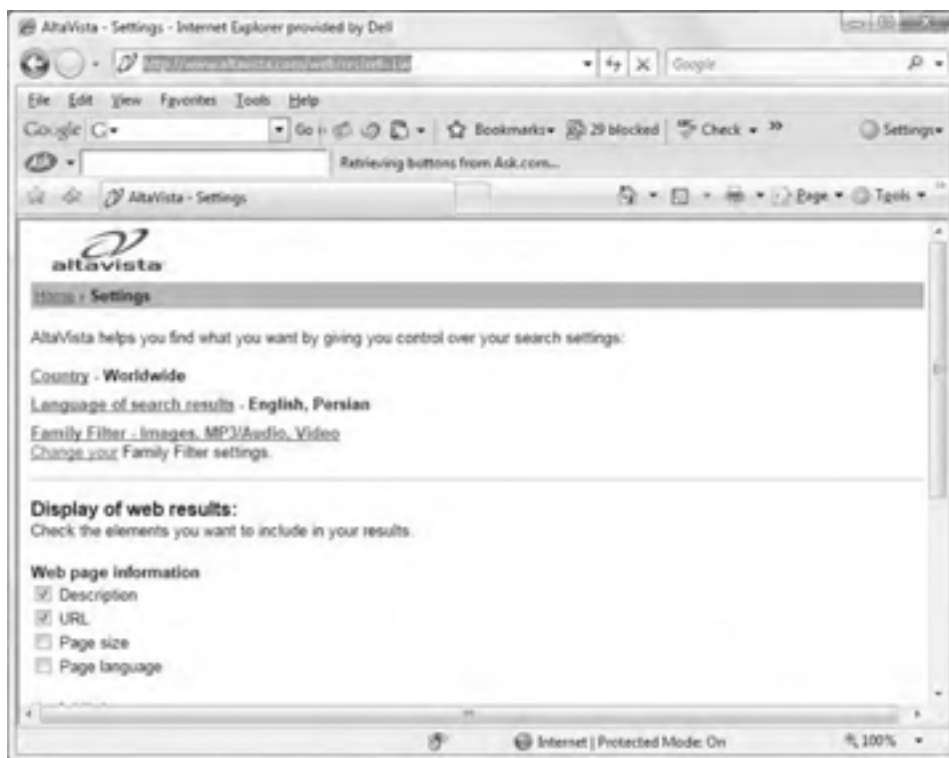 AltaVista - Settings - Internet Explorer provided by Dell
Google
File Edit View Favorites Tools Help
Google G Go Bookmarks 29 blocked Check » Settings
Retrieving buttons from Ask.com...
AltaVista - Settings Page Tools »
altavista
Home > Settings
AltaVista helps you find what you want by giving you control over your search settings:
Country - Worldwide
Language of search results - English, Persian
Family Filter - Images, MP3/Audio, Video
Change your Family Filter settings.
Display of web results:
Check the elements you want to include in your results.
Web page information
Description
URL
Page size
Page language
Internet | Protected Mode: On 100%